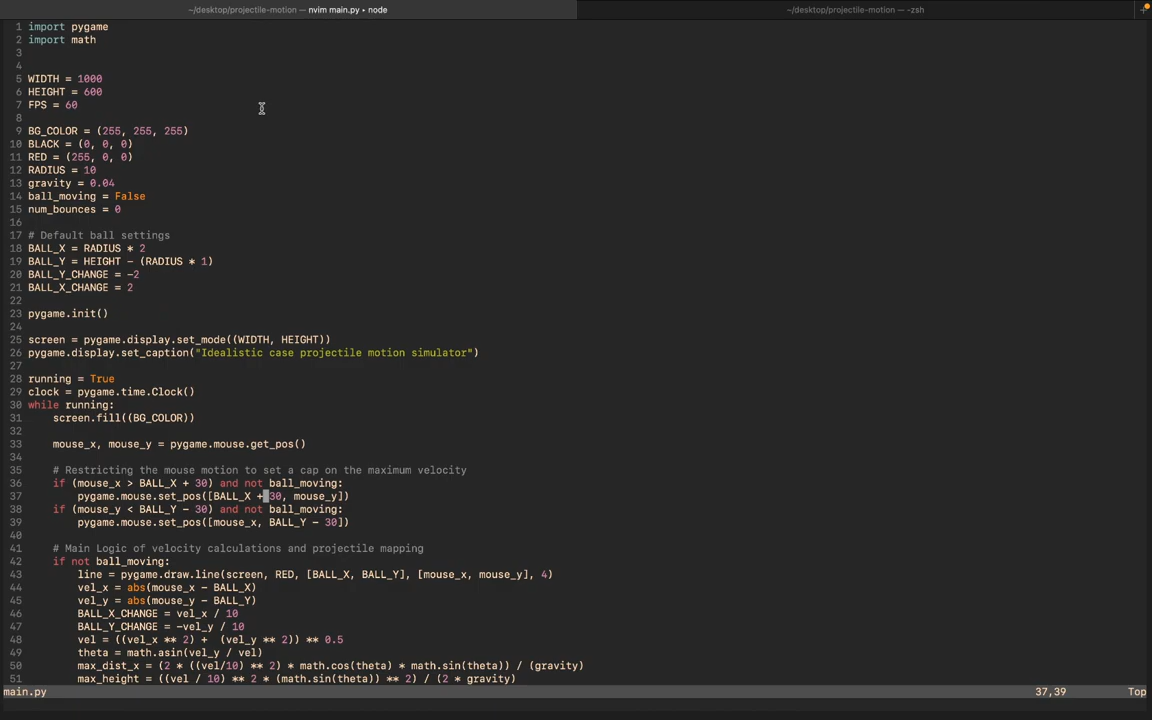 ~/desktop/projectile-motion — nvim main.py • node
~/desktop/projectile-motion — -zsh
1 import pygame
2 import math
3
4
5 WIDTH = 1000
6 HEIGHT = 600
7 FPS = 60
8
9 BG_COLOR = (255, 255, 255)
10 BLACK = (0, 0, 0)
11 RED = (255, 0, 0)
12 RADIUS = 10
13 gravity = 0.04
14 ball_moving = False
15 num_bounces = 0
16
17 # Default ball settings
18 BALL_X = RADIUS * 2
19 BALL_Y = HEIGHT - (RADIUS * 1)
20 BALL_Y_CHANGE = -2
21 BALL_X_CHANGE = 2
22
23 pygame.init()
24
25 screen = pygame.display.set_mode((WIDTH, HEIGHT))
26 pygame.display.set_caption("Idealistic case projectile motion simulator")
27
28 running = True
29 clock = pygame.time.Clock()
30 while running:
31     screen.fill((BG_COLOR))
32
33     mouse_x, mouse_y = pygame.mouse.get_pos()
34
35     # Restricting the mouse motion to set a cap on the maximum velocity
36     if (mouse_x > BALL_X + 30) and not ball_moving:
37         pygame.mouse.set_pos([BALL_X + 30, mouse_y])
38     if (mouse_y < BALL_Y - 30) and not ball_moving:
39         pygame.mouse.set_pos([mouse_x, BALL_Y - 30])
40
41     # Main Logic of velocity calculations and projectile mapping
42     if not ball_moving:
43         line = pygame.draw.line(screen, RED, [BALL_X, BALL_Y], [mouse_x, mouse_y], 4)
44         vel_x = abs(mouse_x - BALL_X)
45         vel_y = abs(mouse_y - BALL_Y)
46         BALL_X_CHANGE = vel_x / 10
47         BALL_Y_CHANGE = -vel_y / 10
48         vel = ((vel_x ** 2) +  (vel_y ** 2)) ** 0.5
49         theta = math.asin(vel_y / vel)
50         max_dist_x = (2 * ((vel/10) ** 2) * math.cos(theta) * math.sin(theta)) / (gravity)
51         max_height = ((vel / 10) ** 2 * (math.sin(theta)) ** 2) / (2 * gravity)
main.py 37,39 Top